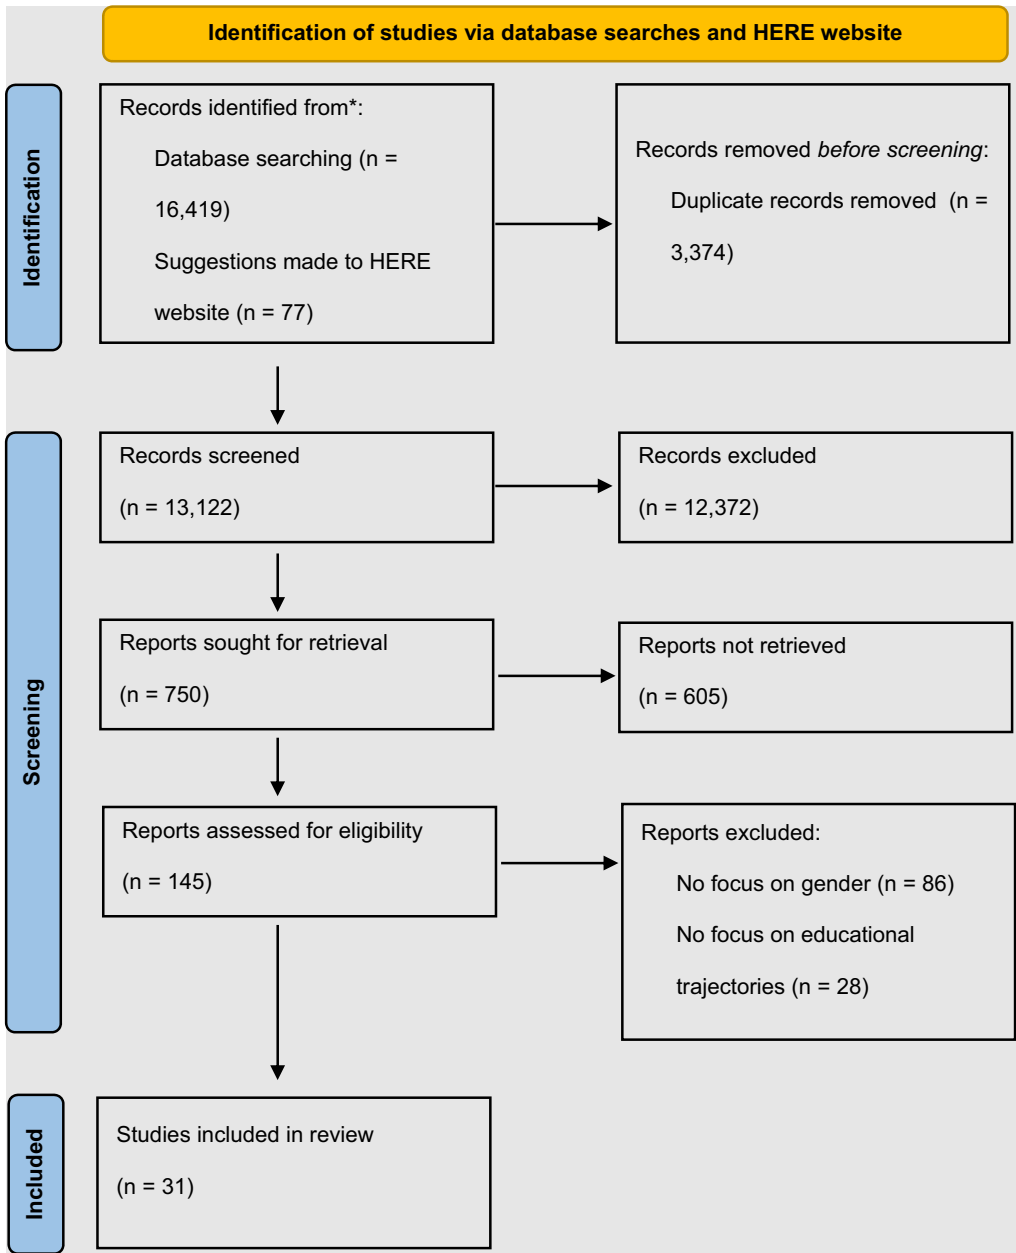 Identification of studies via database searches and HERE website
Identification
Records identified from*:
Database searching (n =
16,419)
Suggestions made to HERE
website (n = 77)
Records removed before screening:
Duplicate records removed  (n =
3,374)
Screening
Records screened
(n = 13,122)
Records excluded
(n = 12,372)
Reports sought for retrieval
(n = 750)
Reports not retrieved
(n = 605)
Reports assessed for eligibility
(n = 145)
Reports excluded:
No focus on gender (n = 86)
No focus on educational
trajectories (n = 28)
Included
Studies included in review
(n = 31)